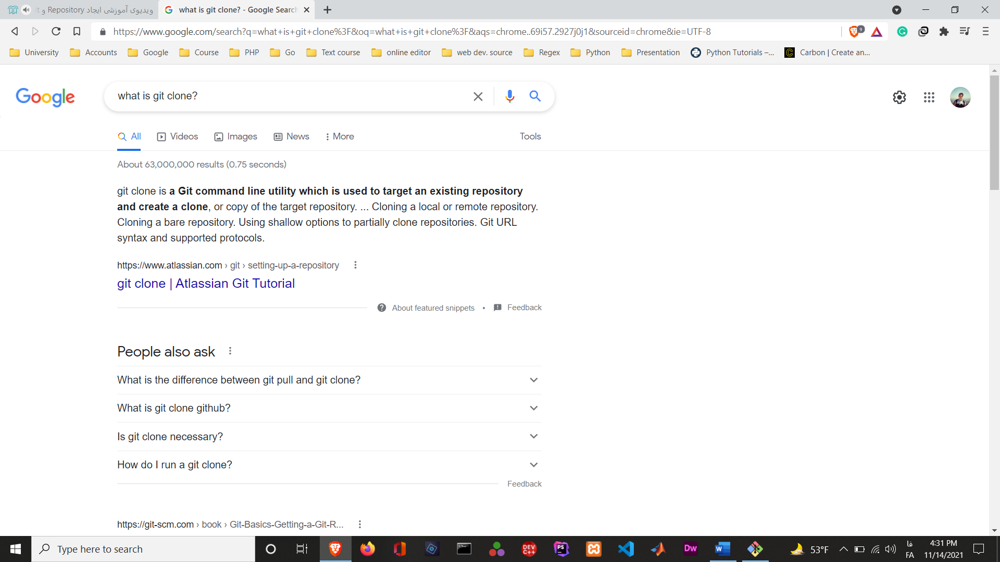 ویدیوی آموزشی ایجاد Repository و it
what is git clone? - Google Search
https://www.google.com/search?q=what+is+git+clone%3F&oq=what+is+git+clone%3F&aqs=chrome..69i57.2927j0j1&sourceid=chrome&ie=UTF-8
9
University
Accounts
Google
Course
PHP
Go
Text course
online editor
web dev. source
Regex
Python
Presentation
Python Tutorials –...
Carbon | Create an...
Google
what is git clone?
All
Videos
Images
News
More
Tools
About 63,000,000 results (0.75 seconds)
git clone is a Git command line utility which is used to target an existing repository
and create a clone, or copy of the target repository. ... Cloning a local or remote repository.
Cloning a bare repository. Using shallow options to partially clone repositories. Git URL
syntax and supported protocols.
https://www.atlassian.com › git › setting-up-a-repository
git clone | Atlassian Git Tutorial
About featured snippets • Feedback
People also ask
What is the difference between git pull and git clone?
What is git clone github?
Is git clone necessary?
How do I run a git clone?
Feedback
https://git-scm.com › book › Git-Basics-Getting-a-Git-R...
Type here to search
DEV C++
PS
Dw
W
53°F
فا
FA
4:31 PM
11/14/2021